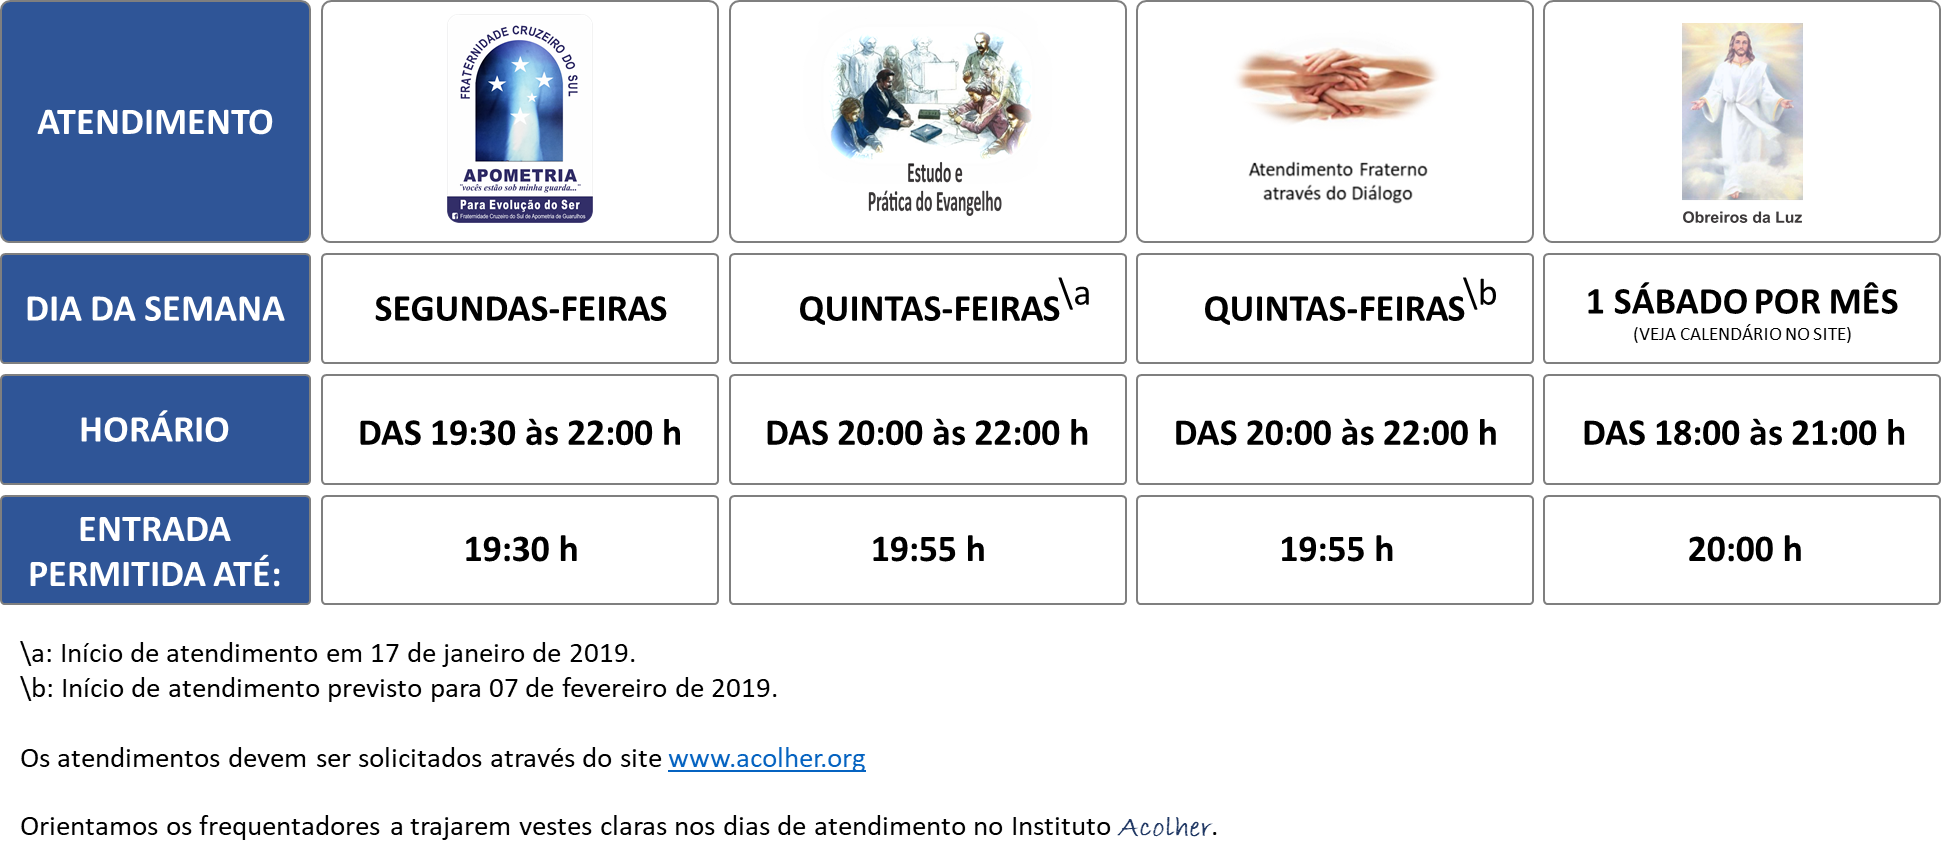 ATENDIMENTO
FRATERNIDADE CRUZEIRO DO SUL
APOMETRIA
"vocês estão sob minha guarda..."
Para Evolução do Ser
Fraternidade Cruzeiro do Sul de Apometria de Guarulhos
Estudo e
Prática do Evangelho
Atendimento Fraterno
através do Diálogo
Obreiros da Luz
DIA DA SEMANA
SEGUNDAS-FEIRAS
QUINTAS-FEIRAS\a
QUINTAS-FEIRAS\b
1 SÁBADO POR MÊS
(VEJA CALENDÁRIO NO SITE)
HORÁRIO
DAS 19:30 às 22:00 h
DAS 20:00 às 22:00 h
DAS 20:00 às 22:00 h
DAS 18:00 às 21:00 h
ENTRADA
PERMITIDA ATÉ:
19:30 h
19:55 h
19:55 h
20:00 h
\a: Início de atendimento em 17 de janeiro de 2019.
\b: Início de atendimento previsto para 07 de fevereiro de 2019.
Os atendimentos devem ser solicitados através do site www.acolher.org
Orientamos os frequentadores a trajarem vestes claras nos dias de atendimento no Instituto Acolher.